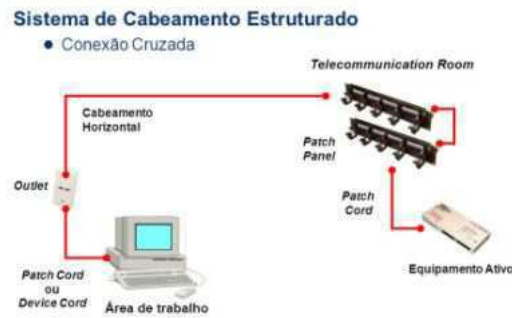 Sistema de Cabeamento Estruturado
• Conexão Cruzada
Telecommunication Room
Cabeamento
Horizontal
Patch
Panel
Outlet
Patch
Cord
Equipamento Ativo
Patch Cord
ou
Device Cord
Área de trabalho